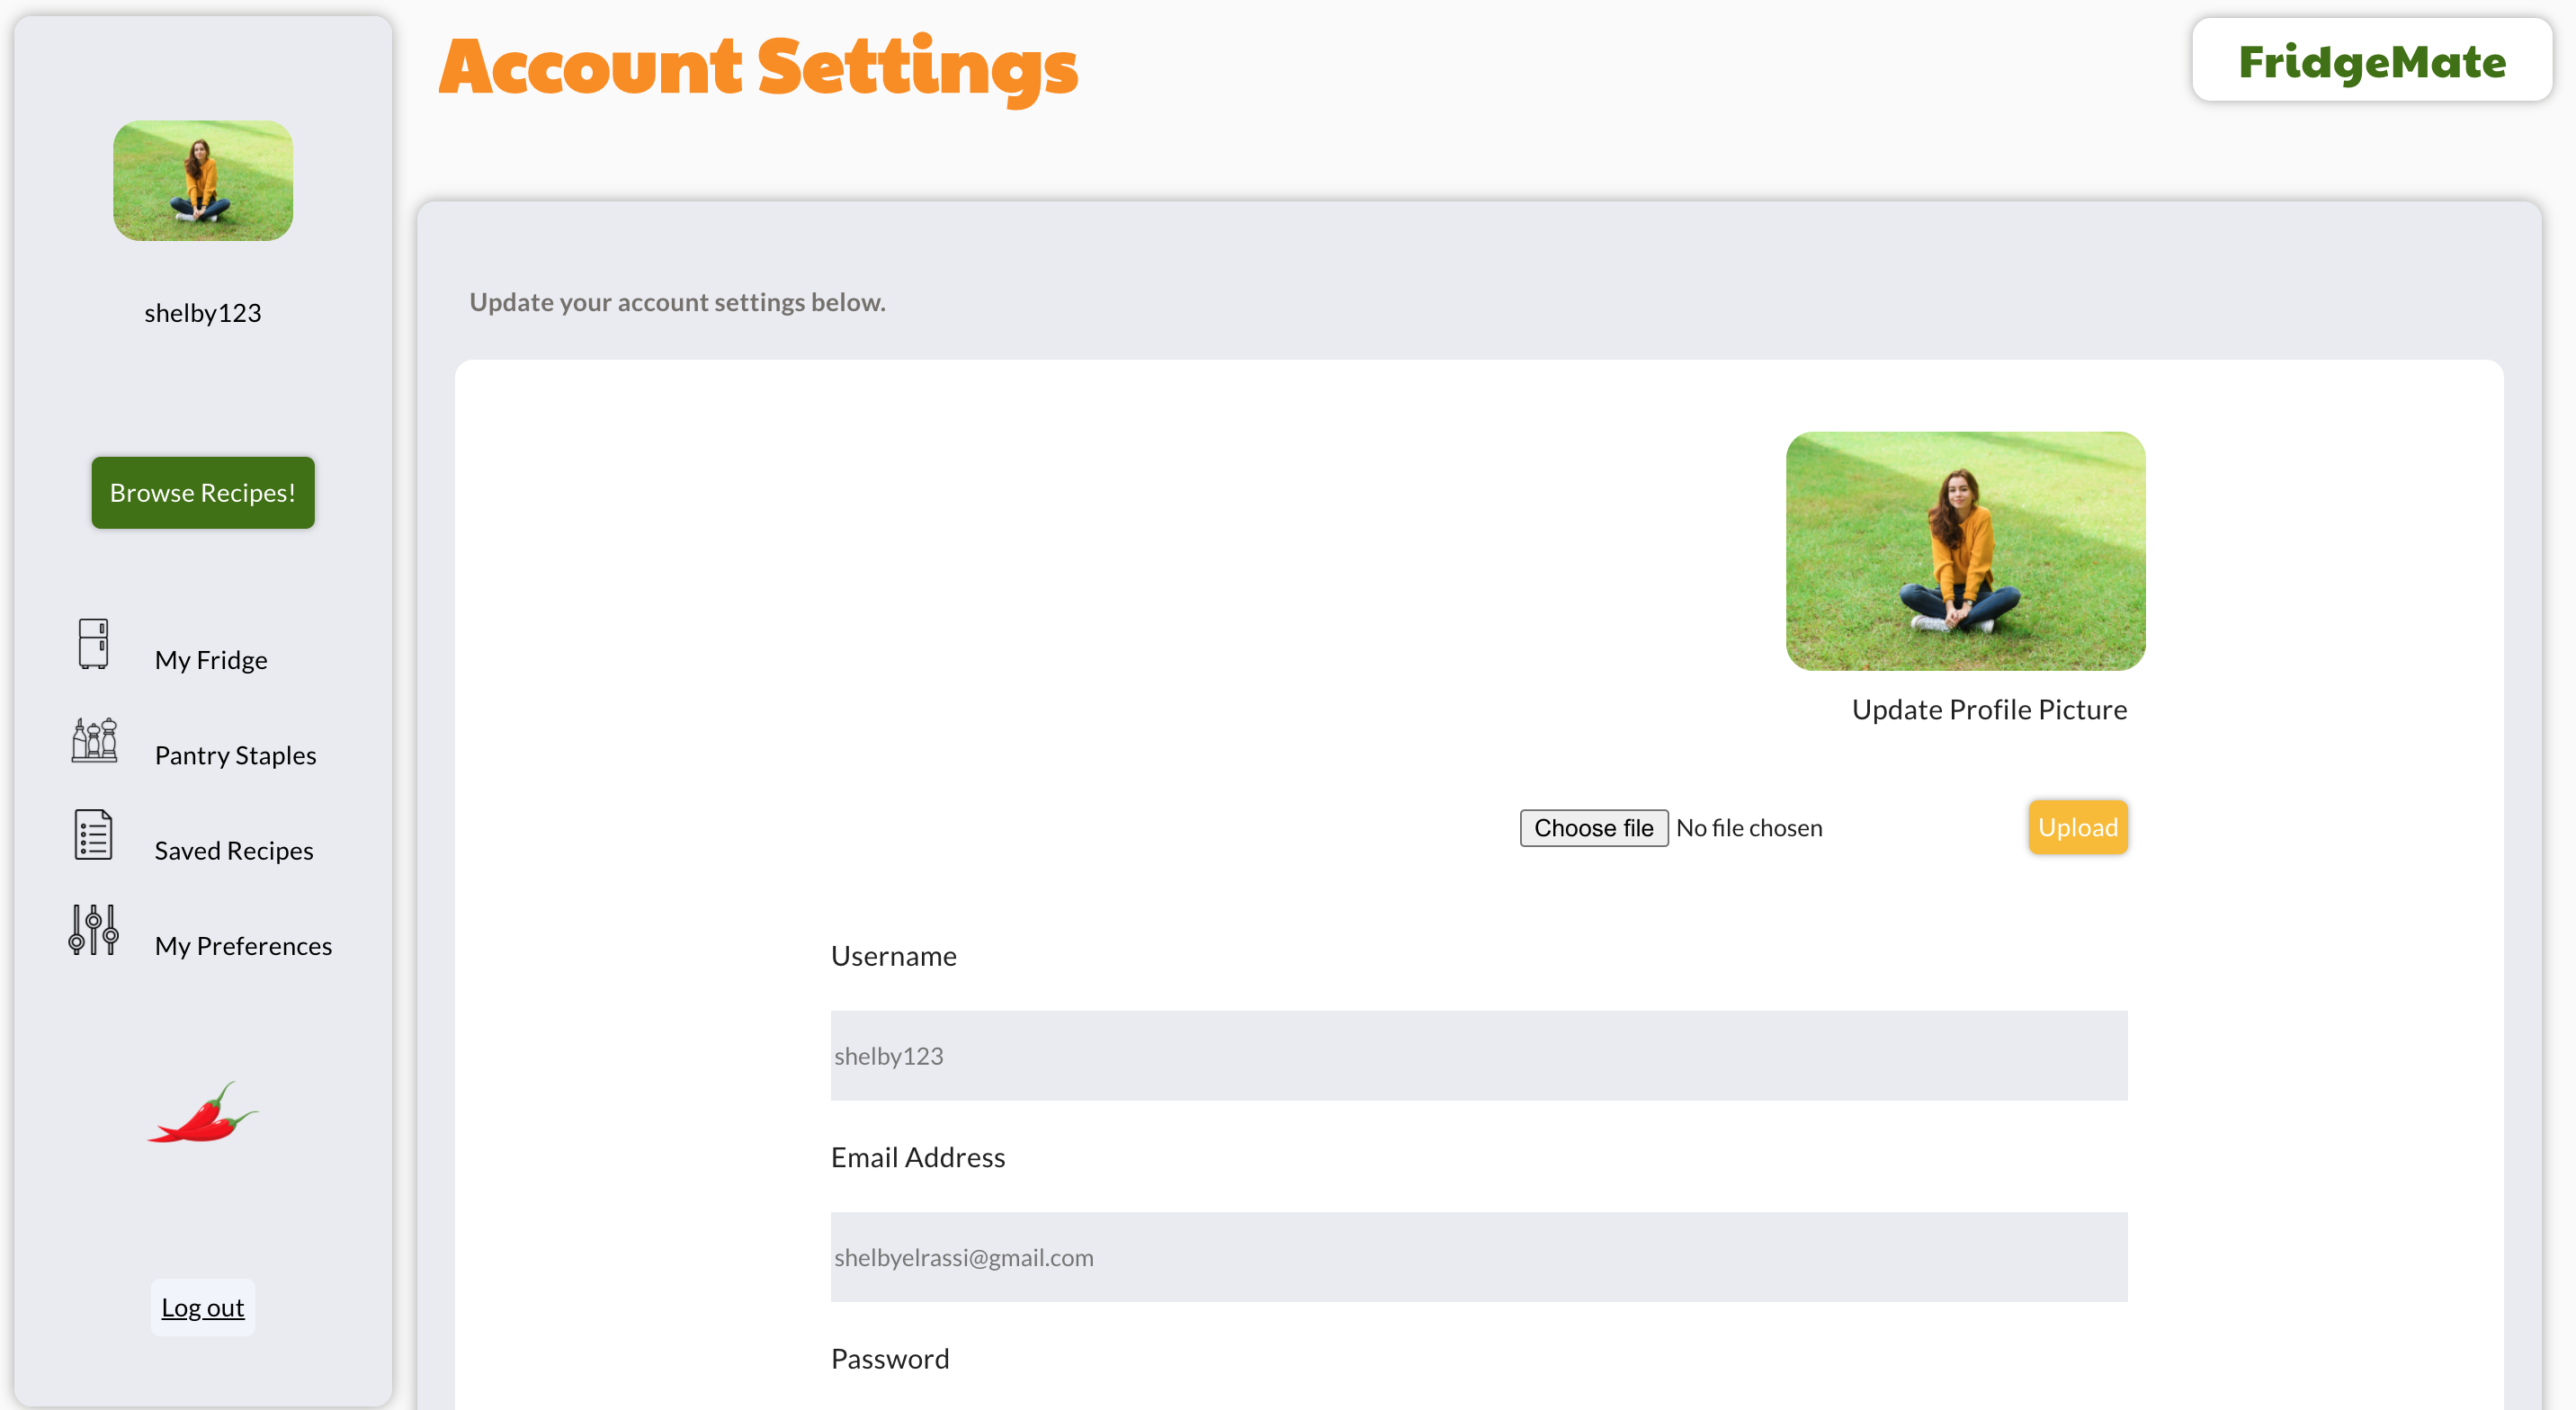 Account Settings
FridgeMate
shelby123
Browse Recipes!
My Fridge
Pantry Staples
Saved Recipes
My Preferences
Log out
Update your account settings below.
Update Profile Picture
Choose file No file chosen
Upload
Username
shelby123
Email Address
shelbyelrassi@gmail.com
Password